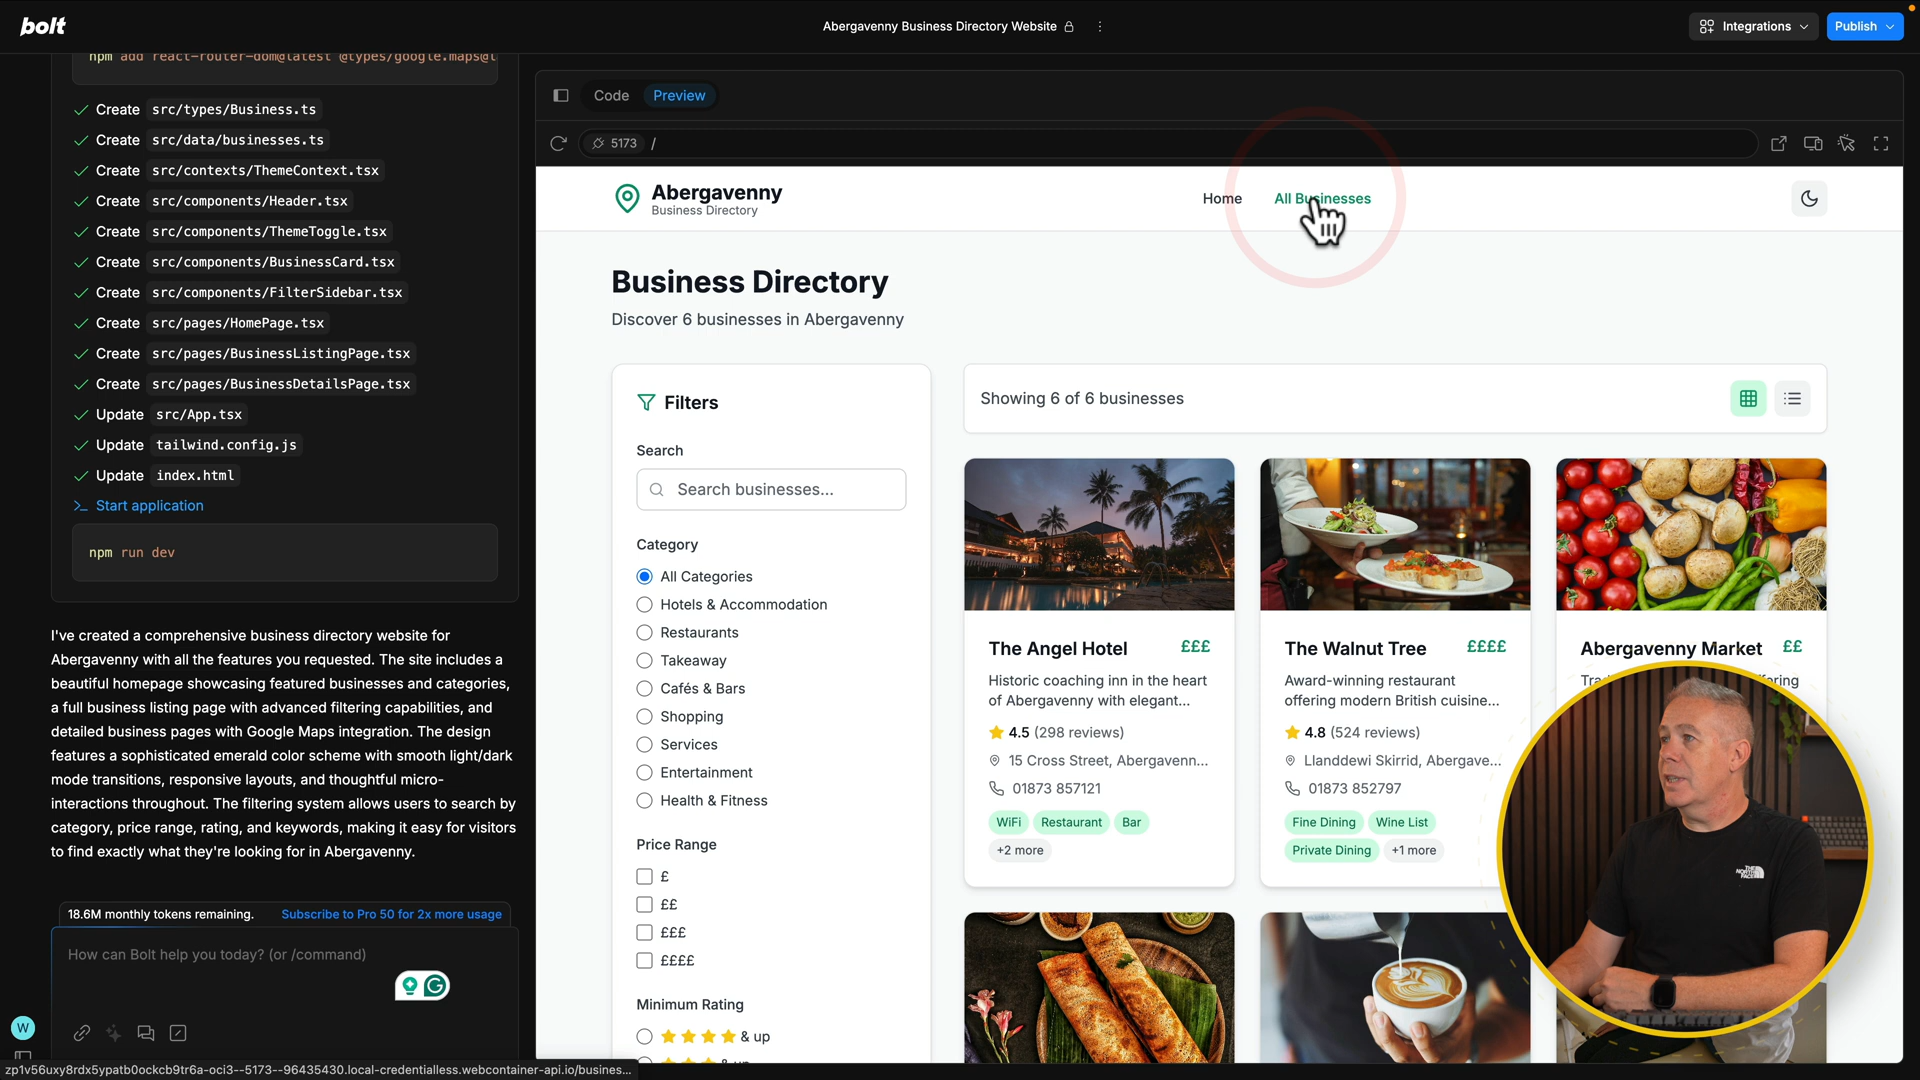 bolt
Abergavenny Business Directory Website
Integrations
Publish
npm add react-router-dom@latest @types/google.maps@l
Create src/types/Business.ts
Create src/data/businesses.ts
Create src/contexts/ThemeContext.tsx
Create src/components/Header.tsx
Create src/components/ThemeToggle.tsx
Create src/components/BusinessCard.tsx
Create src/components/FilterSidebar.tsx
Create src/pages/HomePage.tsx
Create src/pages/BusinessListingPage.tsx
Create src/pages/BusinessDetailsPage.tsx
Update src/App.tsx
Update tailwind.config.js
Update index.html
Start application
npm run dev
I've created a comprehensive business directory website for
Abergavenny with all the features you requested. The site includes a
beautiful homepage showcasing featured businesses and categories,
a full business listing page with advanced filtering capabilities, and
detailed business pages with Google Maps integration. The design
features a sophisticated emerald color scheme with smooth light/dark
mode transitions, responsive layouts, and thoughtful micro-
interactions throughout. The filtering system allows users to search by
category, price range, rating, and keywords, making it easy for visitors
to find exactly what they're looking for in Abergavenny.
18.6M monthly tokens remaining. Subscribe to Pro 50 for 2x more usage
How can Bolt help you today? (or /command)
W
zp1v56uxy8rdx5ypatb0ockcb9tr6a-oci3--5173--96435430.local-credentialless.webcontainer-api.io/busines...
Code Preview
5173 /
Abergavenny
Business Directory
Home All Businesses
Business Directory
Discover 6 businesses in Abergavenny
Filters
Search
Search businesses...
Category
All Categories
Hotels & Accommodation
Restaurants
Takeaway
Cafés & Bars
Shopping
Services
Entertainment
Health & Fitness
Price Range
£
££
£££
££££
Minimum Rating
& up
Showing 6 of 6 businesses
The Angel Hotel £££
Historic coaching inn in the heart
of Abergavenny with elegant...
4.5 (298 reviews)
15 Cross Street, Abergavenn...
01873 857121
WiFi Restaurant Bar
+2 more
The Walnut Tree ££££
Award-winning restaurant
offering modern British cuisine...
4.8 (524 reviews)
Llanddewi Skirrid, Abergave...
01873 852797
Fine Dining Wine List
Private Dining +1 more
Abergavenny Market ££
THE NORTH FACE